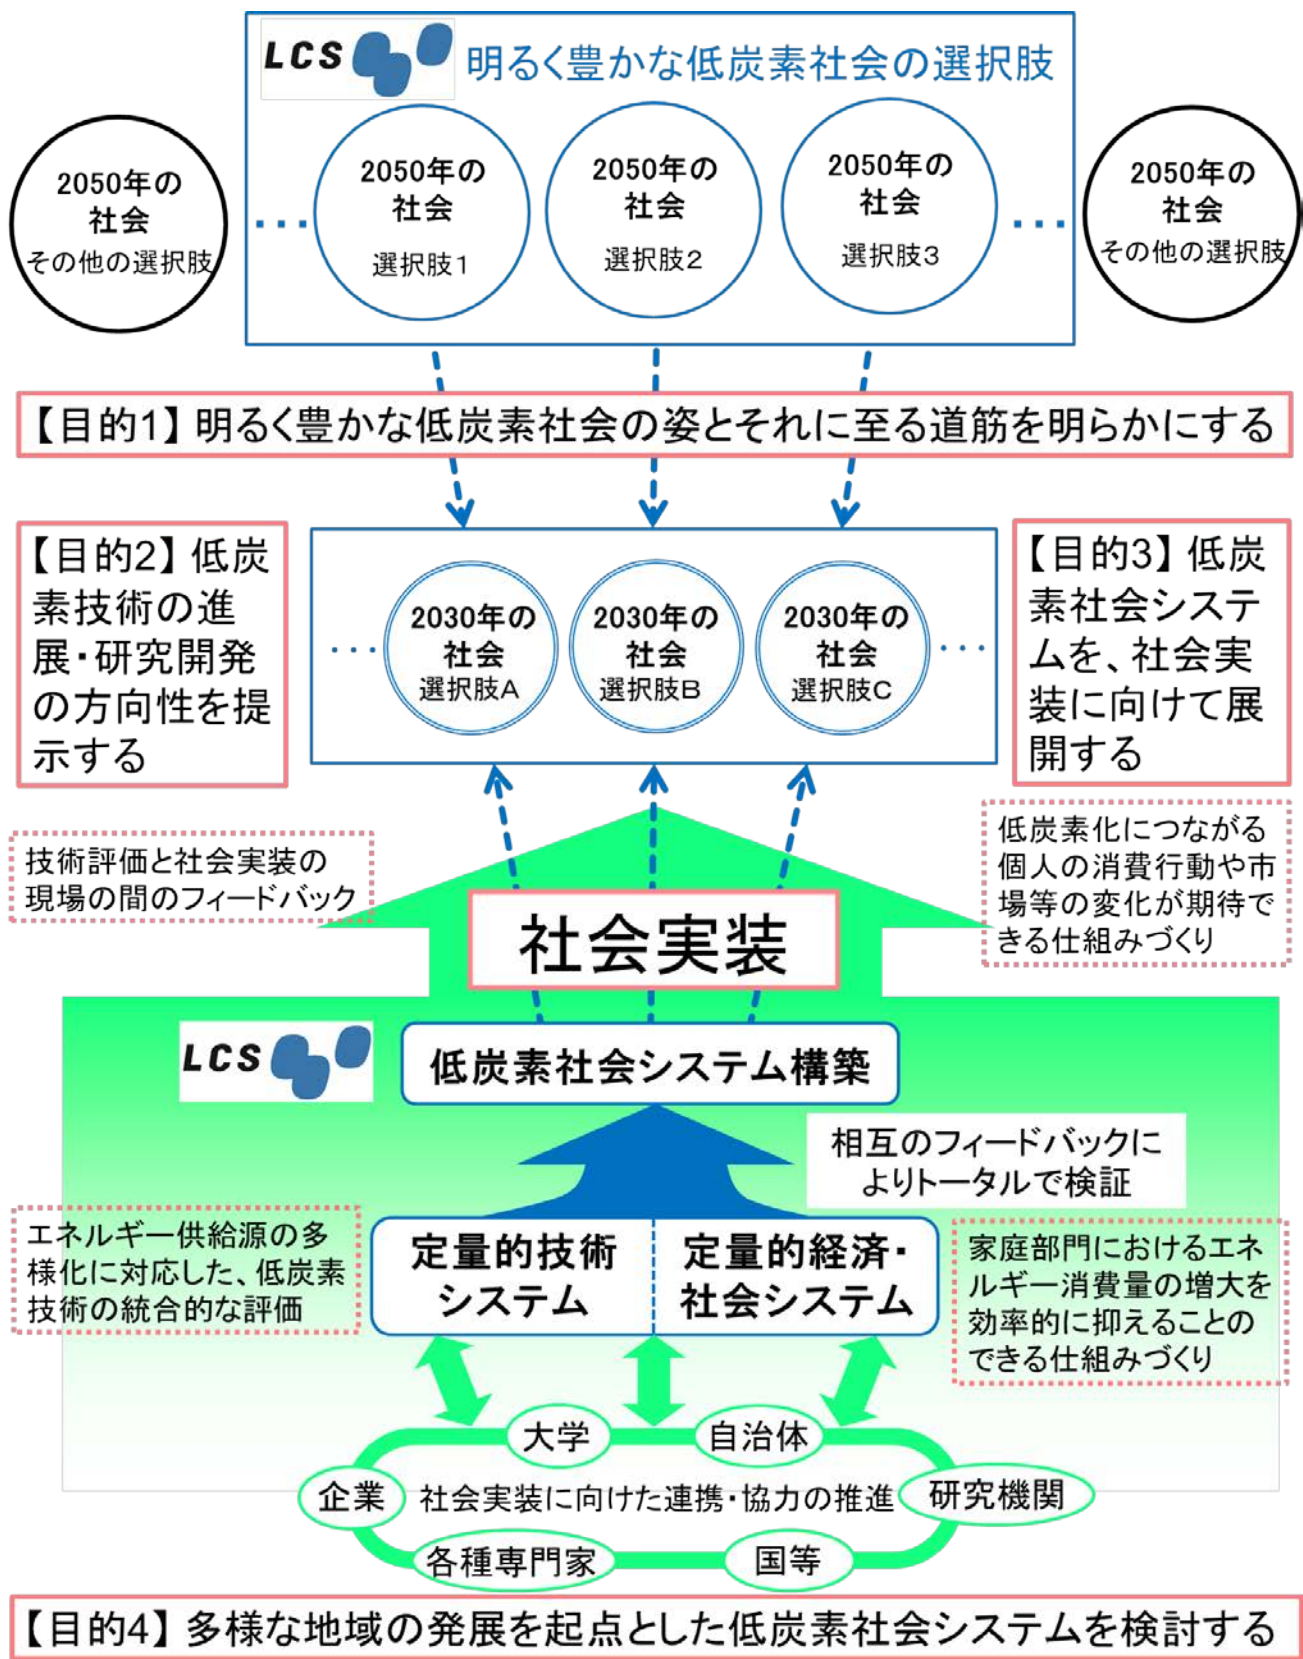 LCS
明るく豊かな低炭素社会の選択肢
2050年の
社会
その他の選択肢
2050年の
社会
選択肢1
2050年の
社会
選択肢2
2050年の
社会
選択肢3
2050年の
社会
その他の選択肢
【目的1】明るく豊かな低炭素社会の姿とそれに至る道筋を明らかにする
【目的2】低炭
素技術の進
展・研究開発
の方向性を提
示する
2030年の
社会
選択肢A
2030年の
社会
選択肢B
2030年の
社会
選択肢C
【目的3】低炭
素社会システ
ムを、社会実
装に向けて展
開する
技術評価と社会実装の
現場の間のフィードバック
低炭素化につながる
個人の消費行動や市
場等の変化が期待で
きる仕組みづくり
社会実装
LCS
低炭素社会システム構築
相互のフィードバックに
よりトータルで検証
エネルギー供給源の多
様化に対応した、低炭素
技術の統合的な評価
定量的技術
システム
定量的経済・
社会システム
家庭部門におけるエネ
ルギー消費量の増大を
効率的に抑えることの
できる仕組みづくり
大学
自治体
企業
社会実装に向けた連携・協力の推進
研究機関
各種専門家
国等
【目的4】多様な地域の発展を起点とした低炭素社会システムを検討する